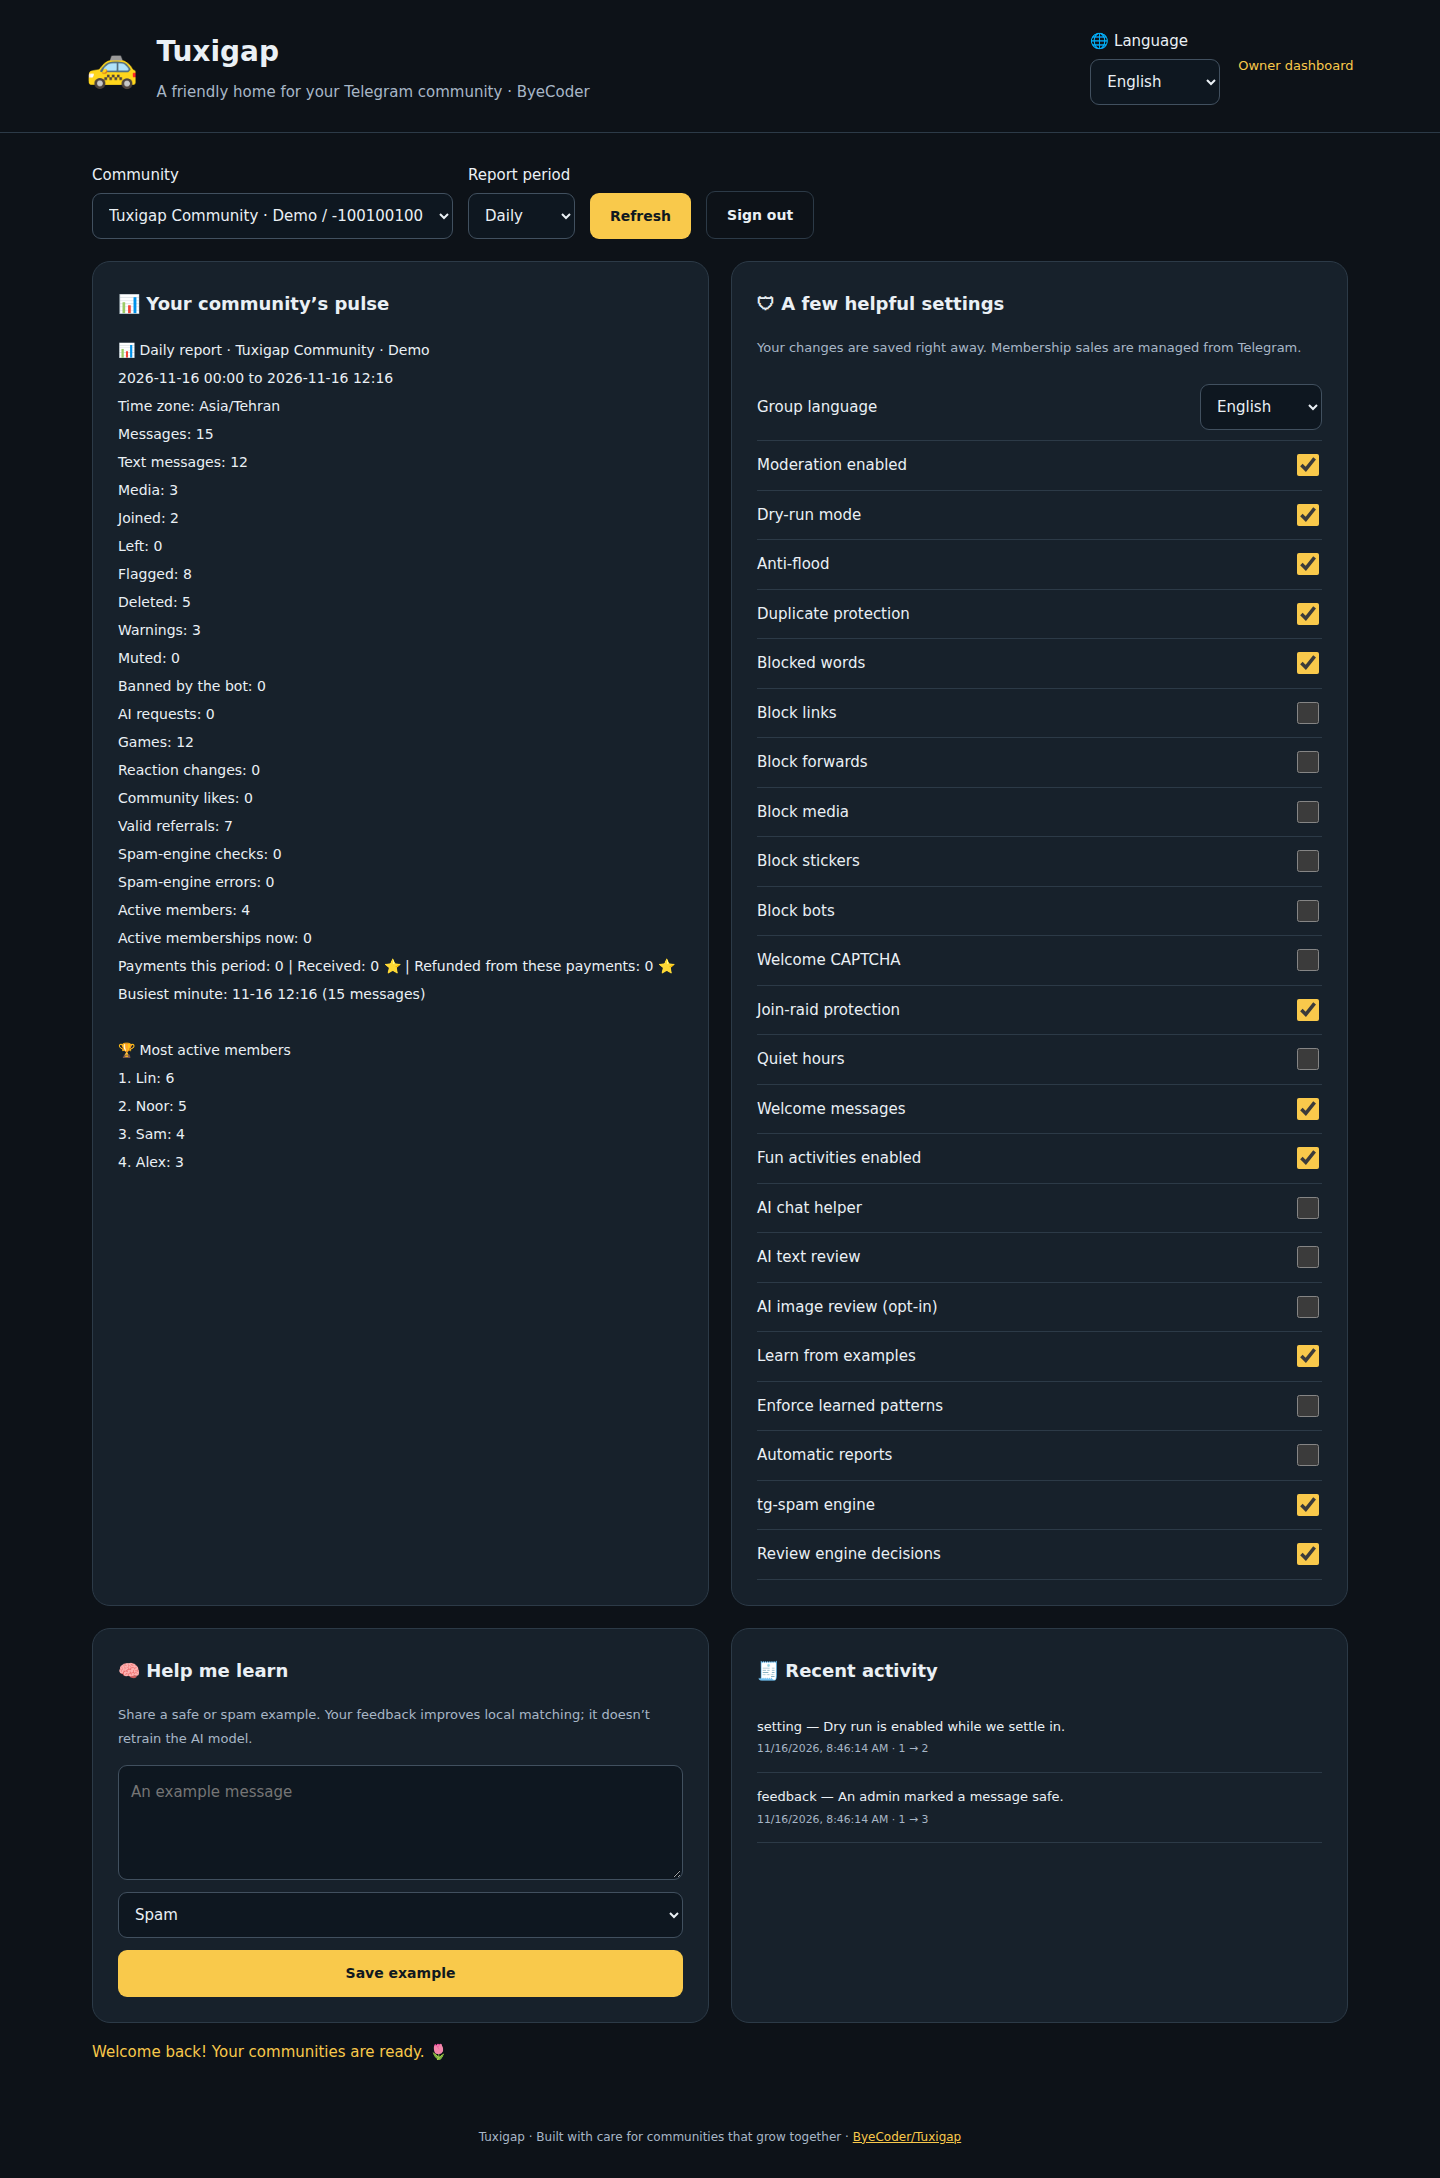 Tuxigap
A friendly home for your Telegram community · ByeCoder
🌐 Language
English
Owner dashboard
Community
Tuxigap Community · Demo / -100100100
Report period
Daily
Refresh
Sign out
📊 Your community’s pulse
📊 Daily report · Tuxigap Community · Demo
2026-11-16 00:00 to 2026-11-16 12:16
Time zone: Asia/Tehran
Messages: 15
Text messages: 12
Media: 3
Joined: 2
Left: 0
Flagged: 8
Deleted: 5
Warnings: 3
Muted: 0
Banned by the bot: 0
AI requests: 0
Games: 12
Reaction changes: 0
Community likes: 0
Valid referrals: 7
Spam-engine checks: 0
Spam-engine errors: 0
Active members: 4
Active memberships now: 0
Payments this period: 0 | Received: 0 ⭐ | Refunded from these payments: 0 ⭐
Busiest minute: 11-16 12:16 (15 messages)
🏆 Most active members
1. Lin: 6
2. Noor: 5
3. Sam: 4
4. Alex: 3
🛡 A few helpful settings
Your changes are saved right away. Membership sales are managed from Telegram.
Group language
English
Moderation enabled
Dry-run mode
Anti-flood
Duplicate protection
Blocked words
Block links
Block forwards
Block media
Block stickers
Block bots
Welcome CAPTCHA
Join-raid protection
Quiet hours
Welcome messages
Fun activities enabled
AI chat helper
AI text review
AI image review (opt-in)
Learn from examples
Enforce learned patterns
Automatic reports
tg-spam engine
Review engine decisions
🧠 Help me learn
Share a safe or spam example. Your feedback improves local matching; it doesn’t
retrain the AI model.
An example message
Spam
Save example
🧾 Recent activity
setting — Dry run is enabled while we settle in.
11/16/2026, 8:46:14 AM · 1 → 2
feedback — An admin marked a message safe.
11/16/2026, 8:46:14 AM · 1 → 3
Welcome back! Your communities are ready. 🌷
Tuxigap · Built with care for communities that grow together · ByeCoder/Tuxigap